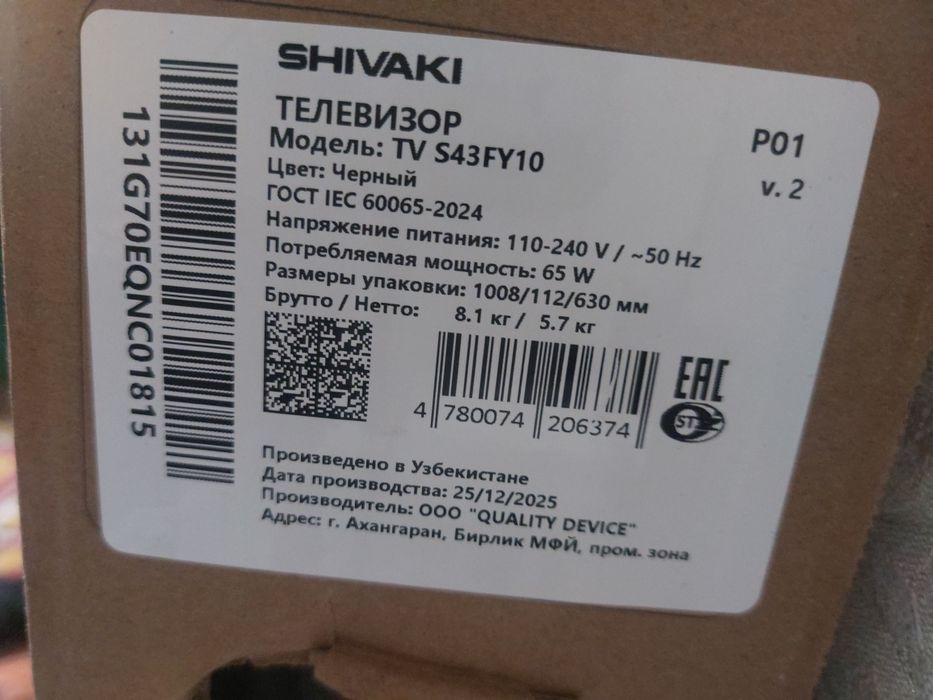 SHIVAKI
ТЕЛЕВИЗОР
Модель: TV S43FY10
Цвет: Черный
ГОСТ IEC 60065-2024
Напряжение питания: 110-240 V / ~50 Hz
Потребляемая мощность: 65 W
Размеры упаковки: 1008/112/630 мм
Брутто / Нетто: 8.1 кг / 5.7 кг
P01
v. 2
131G70EQNC01815
4 780074 206374
EAC
ST
Произведено в Узбекистане
Дата производства: 25/12/2025
Производитель: ООО "QUALITY DEVICE"
Адрес: г. Ахангаран, Бирлик МФЙ, пром. зона